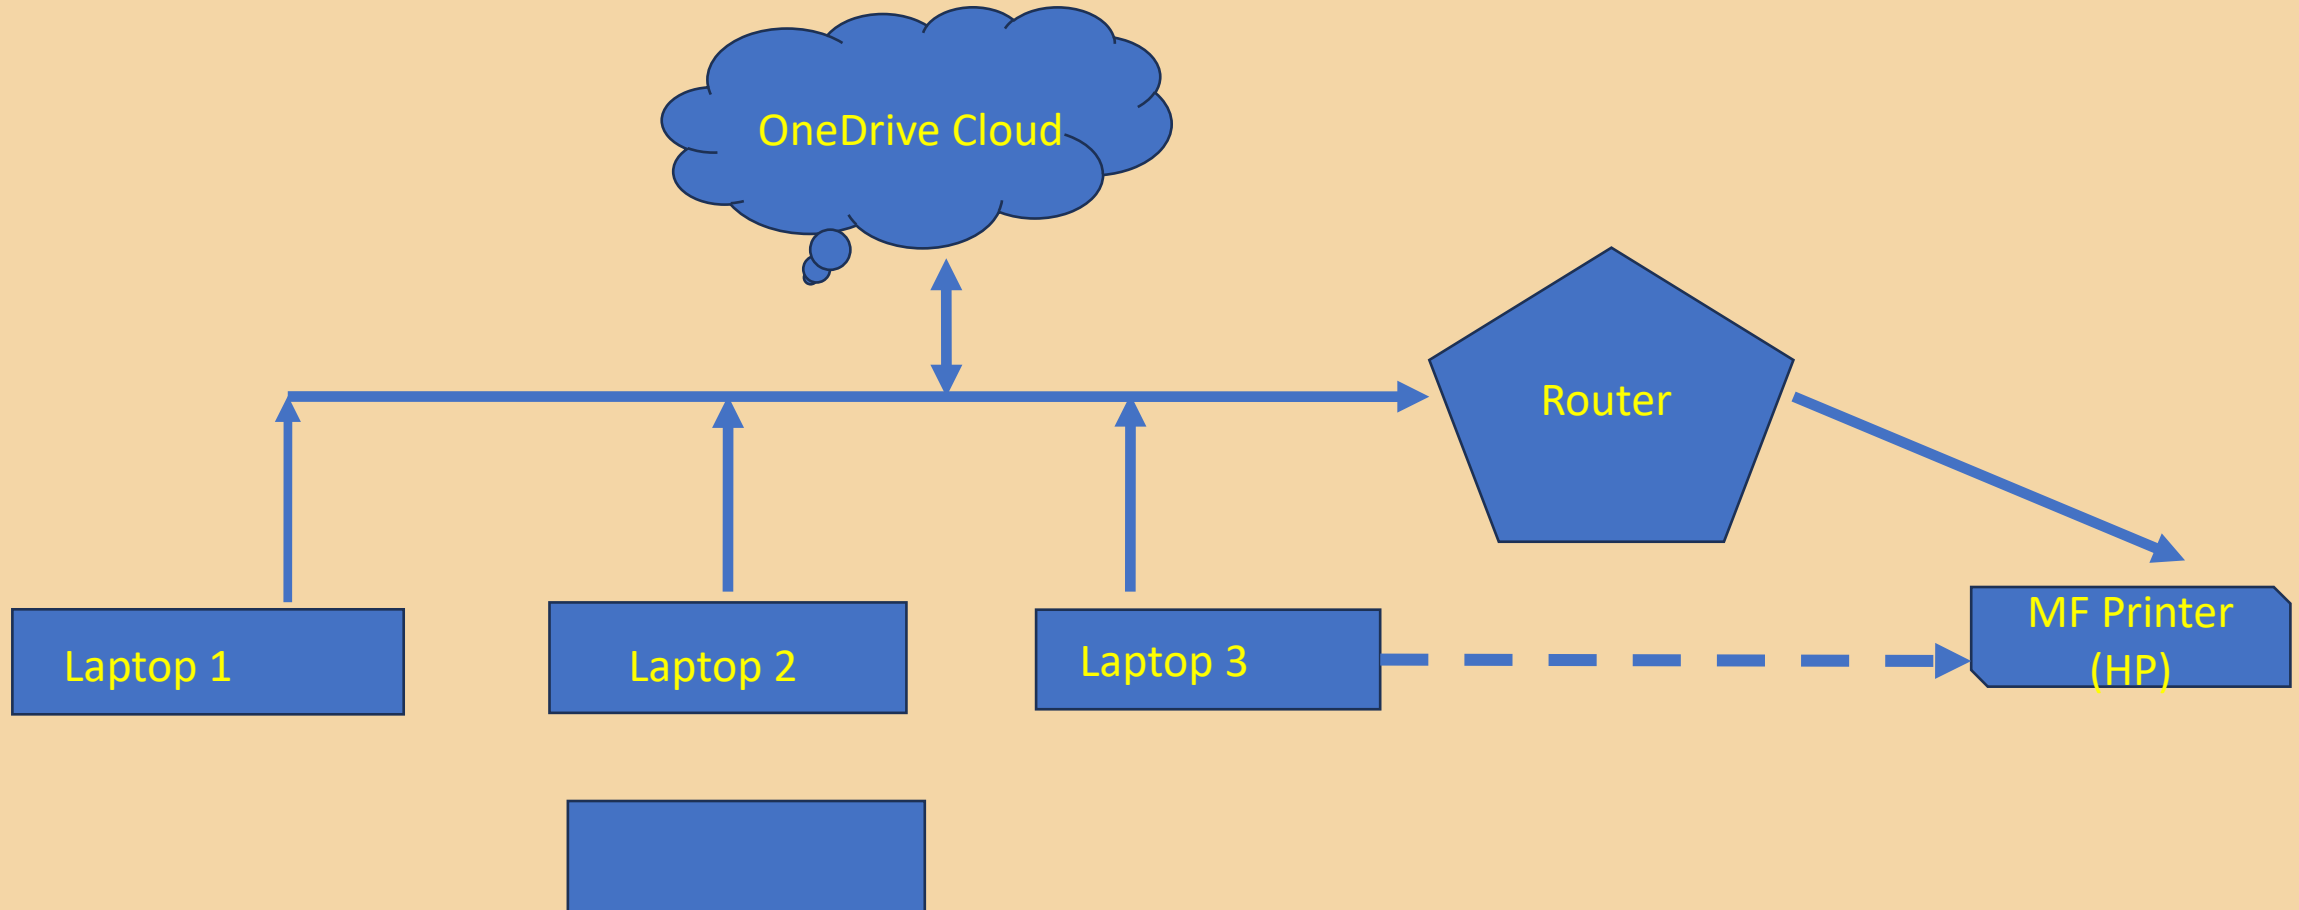 OneDrive Cloud
Router
Laptop 1
Laptop 2
Laptop 3
MF Printer
(HP)